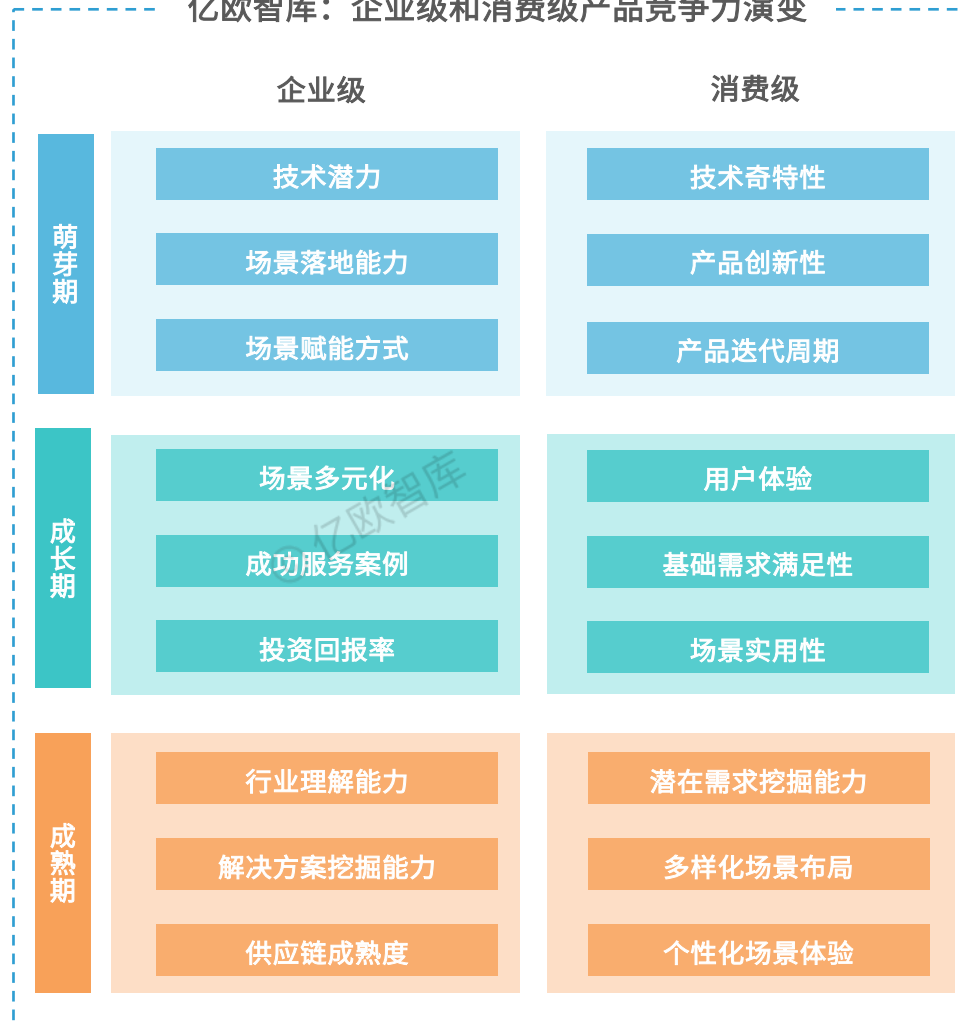 亿欧智库：企业级和消费级产品竞争力演变
企业级
消费级
萌芽期
技术潜力
场景落地能力
场景赋能方式
技术奇特性
产品创新性
产品迭代周期
成长期
场景多元化
成功服务案例
投资回报率
用户体验
基础需求满足性
场景实用性
亿欧智库
成熟期
行业理解能力
解决方案挖掘能力
供应链成熟度
潜在需求挖掘能力
多样化场景布局
个性化场景体验